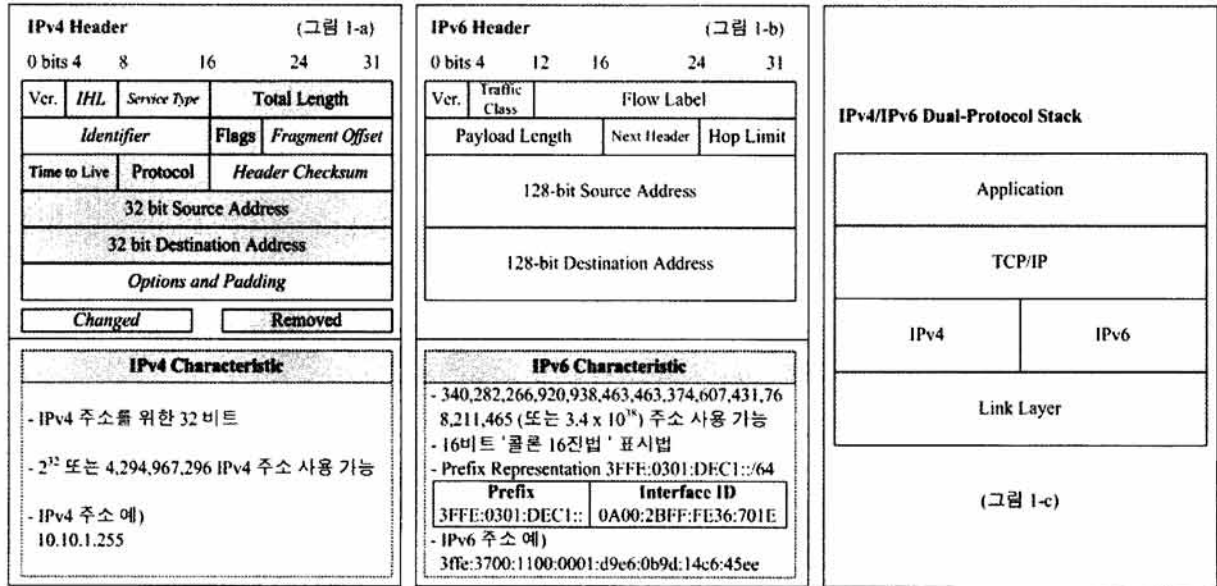 IPv4 Header (그림 1-a)
0 bits 4 8 16 24 31
Ver. IHL Service Type Total Length
Identifier Flags Fragment Offset
Time to Live Protocol Header Checksum
32 bit Source Address
32 bit Destination Address
Options and Padding
Changed Removed
IPv4 Characteristic
- IPv4 주소를 위한 32 비트
- 2³² 또는 4,294,967,296 IPv4 주소 사용 가능
- IPv4 주소 예)
10.10.1.255
IPv6 Header (그림 1-b)
0 bits 4 12 16 24 31
Ver. Traffic Class Flow Label
Payload Length Next Header Hop Limit
128-bit Source Address
128-bit Destination Address
IPv6 Characteristic
- 340,282,266,920,938,463,463,374,607,431,76
8,211,465 (또는 3.4 x 10³⁸) 주소 사용 가능
- 16비트 '콜론 16진법 ' 표시법
- Prefix Representation 3FFE:0301:DEC1::/64
Prefix Interface ID
3FFE:0301:DEC1:: 0A00:2BFF:FE36:701E
- IPv6 주소 예)
3ffe:3700:1100:0001:d9e6:0b9d:14c6:45ee
IPv4/IPv6 Dual-Protocol Stack
Application
TCP/IP
IPv4 IPv6
Link Layer
(그림 1-c)